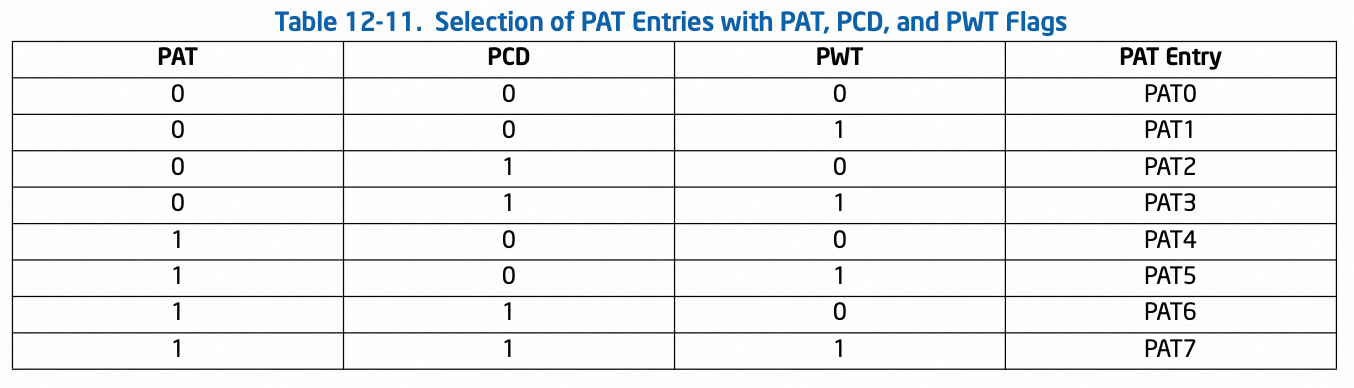 Table 12-11. Selection of PAT Entries with PAT, PCD, and PWT Flags
PAT PCD PWT PAT Entry
0 0 0 PAT0
0 0 1 PAT1
0 1 0 PAT2
0 1 1 PAT3
1 0 0 PAT4
1 0 1 PAT5
1 1 0 PAT6
1 1 1 PAT7